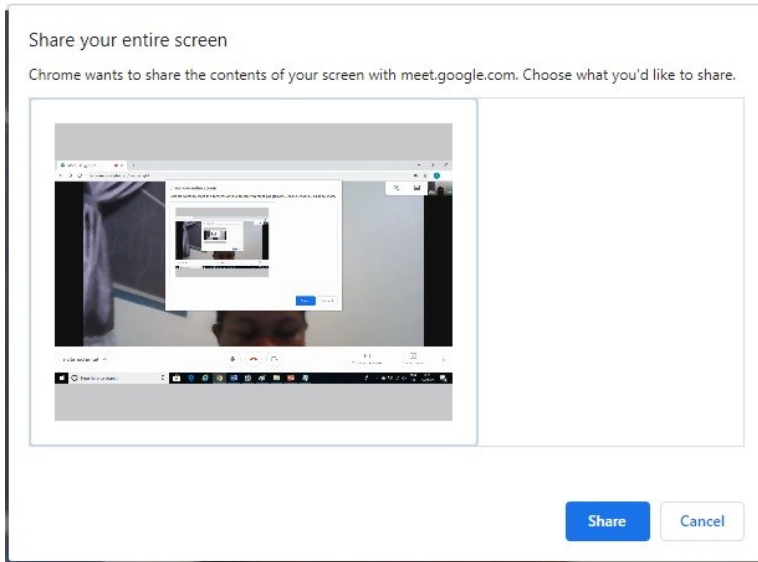 Share your entire screen
Chrome wants to share the contents of your screen with meet.google.com. Choose what you'd like to share.
Share
Cancel